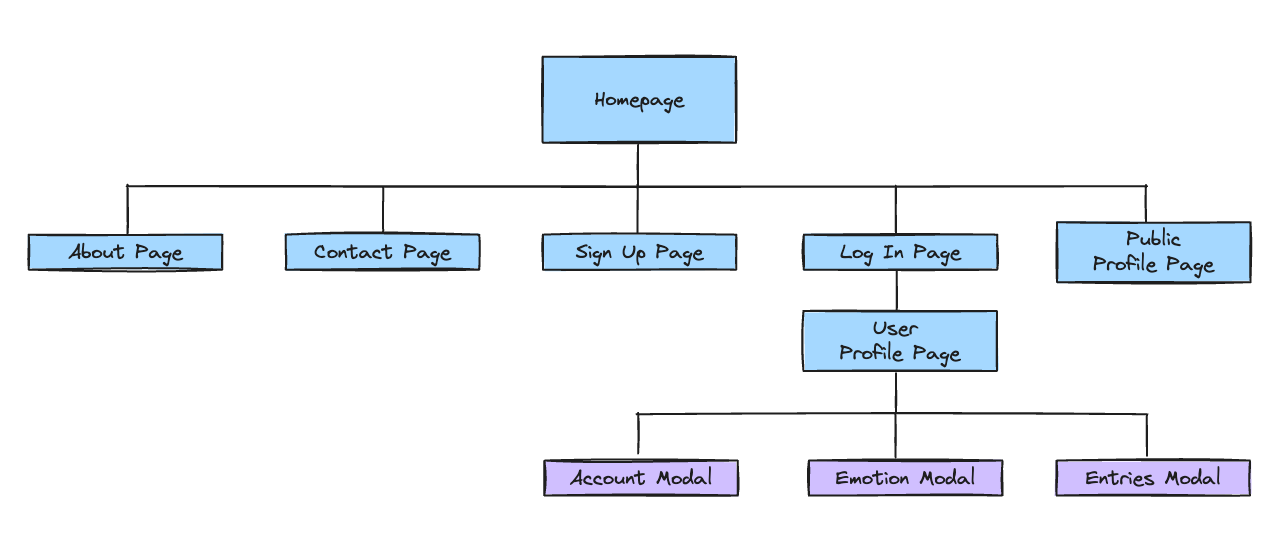 Homepage
About Page
Contact Page
Sign Up Page
Log In Page
Public
Profile Page
User
Profile Page
Account Modal
Emotion Modal
Entries Modal